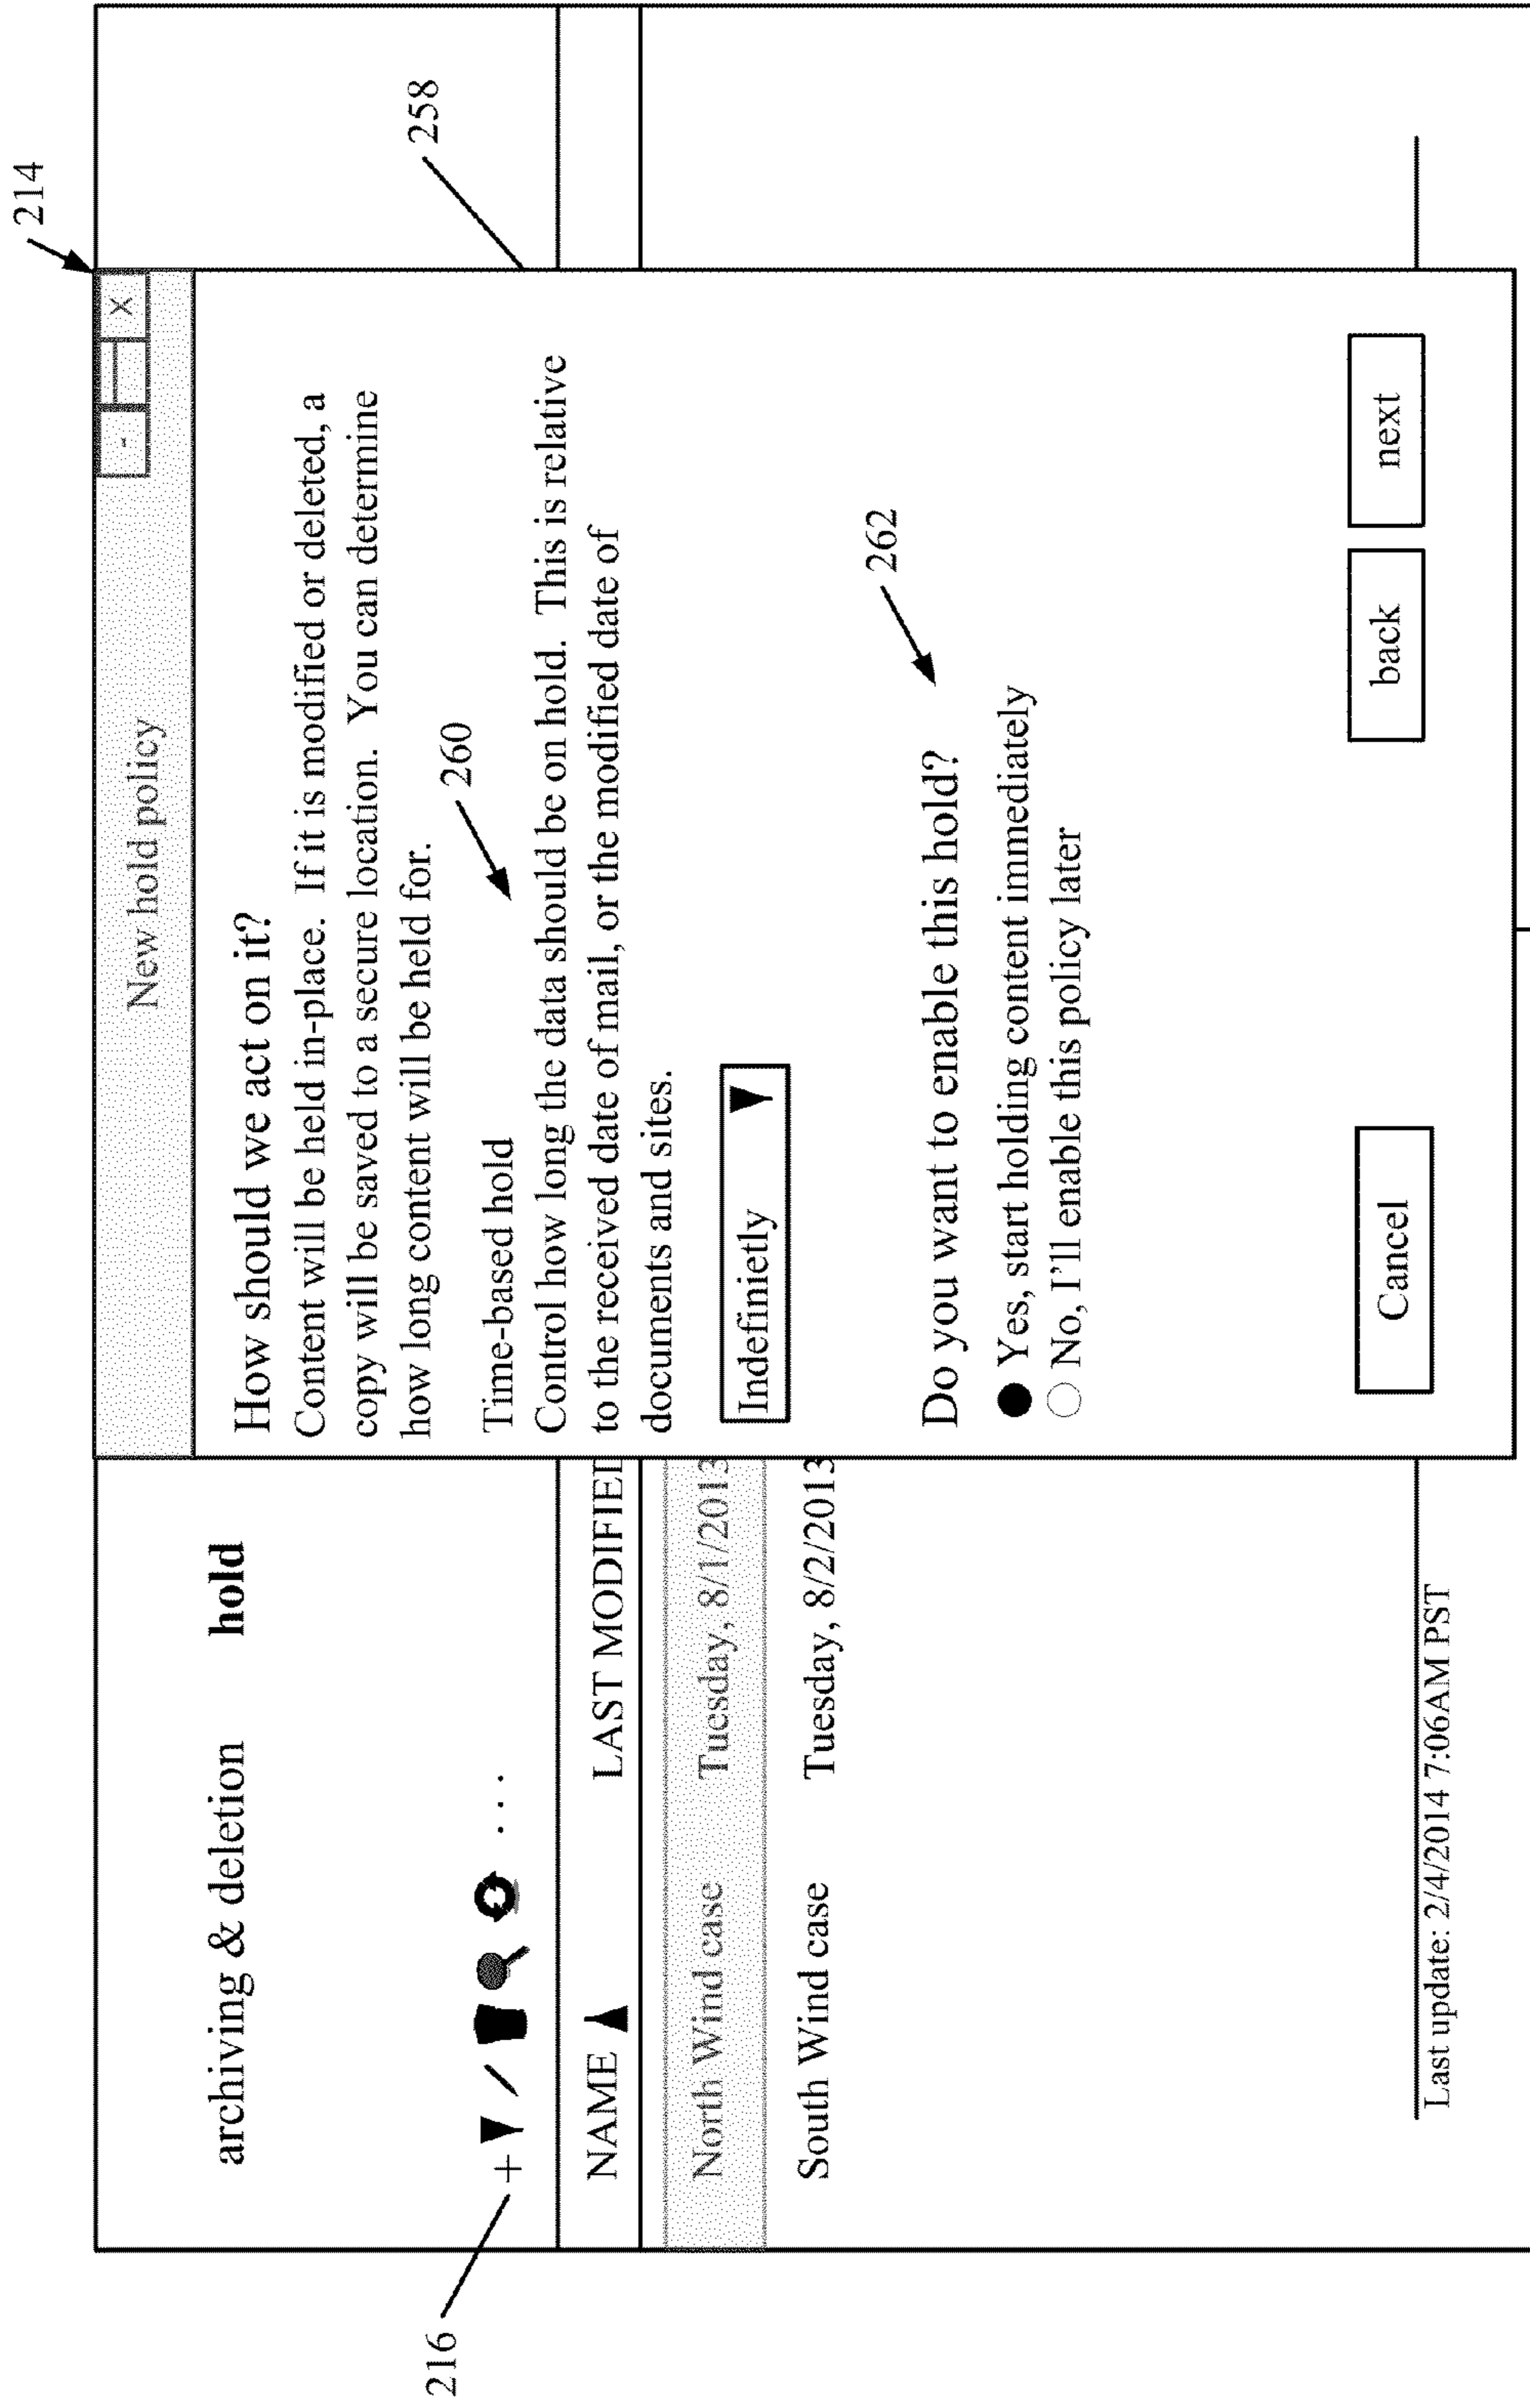 214
archiving & deletion hold
216
+ ...
NAME LAST MODIFIED
North Wind case Tuesday, 8/1/2013
South Wind case Tuesday, 8/2/2013
Last update: 2/4/2014 7:06AM PST
New hold policy
- X
258
How should we act on it?
Content will be held in-place. If it is modified or deleted, a
copy will be saved to a secure location. You can determine
how long content will be held for.
260
Time-based hold
Control how long the data should be on hold. This is relative
to the received date of mail, or the modified date of
documents and sites.
Indefinietly
262
Do you want to enable this hold?
Yes, start holding content immediately
No, I'll enable this policy later
Cancel back next